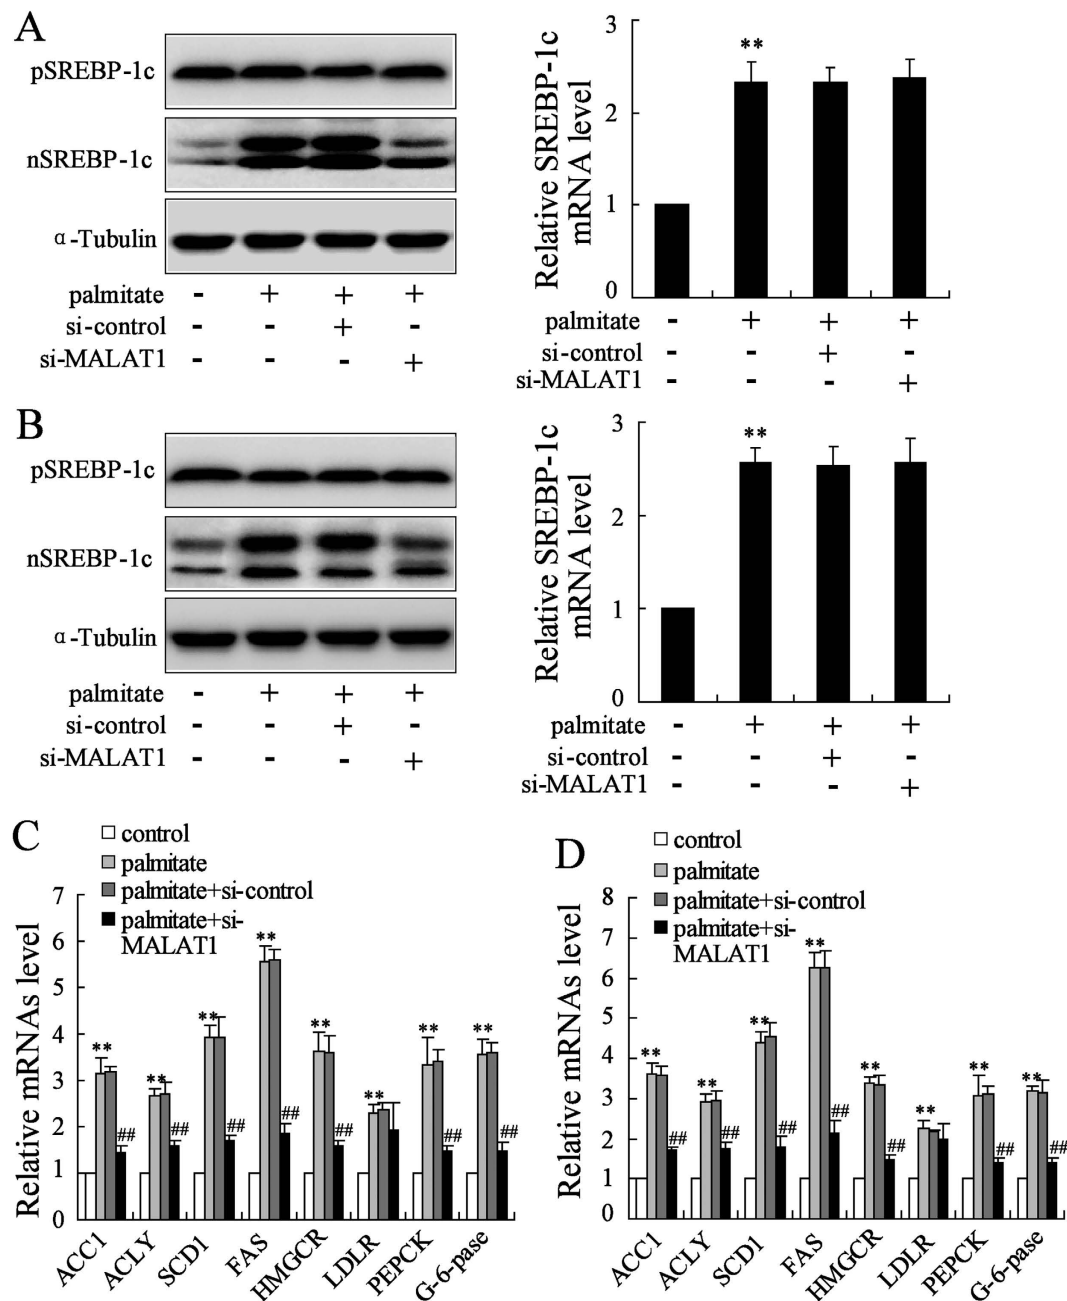 A
pSREBP-1c
nSREBP-1c
α-Tubulin
palmitate - + + +
si-control - - + -
si-MALAT1 - - - +
Relative SREBP-1c
mRNA level
3
2
1
0
**
palmitate - + + +
si-control - - + -
si-MALAT1 - - - +
B
pSREBP-1c
nSREBP-1c
α-Tubulin
palmitate - + + +
si-control - - + -
si-MALAT1 - - - +
Relative SREBP-1c
mRNA level
3
2
1
0
**
palmitate - + + +
si-control - - + -
si-MALAT1 - - - +
C
control
palmitate
palmitate+si-control
palmitate+si-
MALAT1
Relative mRNAs level
7
6
5
4
3
2
1
0
** ** ** ** ** ** ** **
## ## ## ## ## ## ##
ACC1 ACLY SCD1 FAS HMGCR LDLR PEPCK G-6-pase
D
control
palmitate
palmitate+si-control
palmitate+si-
MALAT1
Relative mRNAs level
8
7
6
5
4
3
2
1
0
** ** ** ** ** ** ** **
## ## ## ## ## ## ##
ACC1 ACLY SCD1 FAS HMGCR LDLR PEPCK G-6-pase